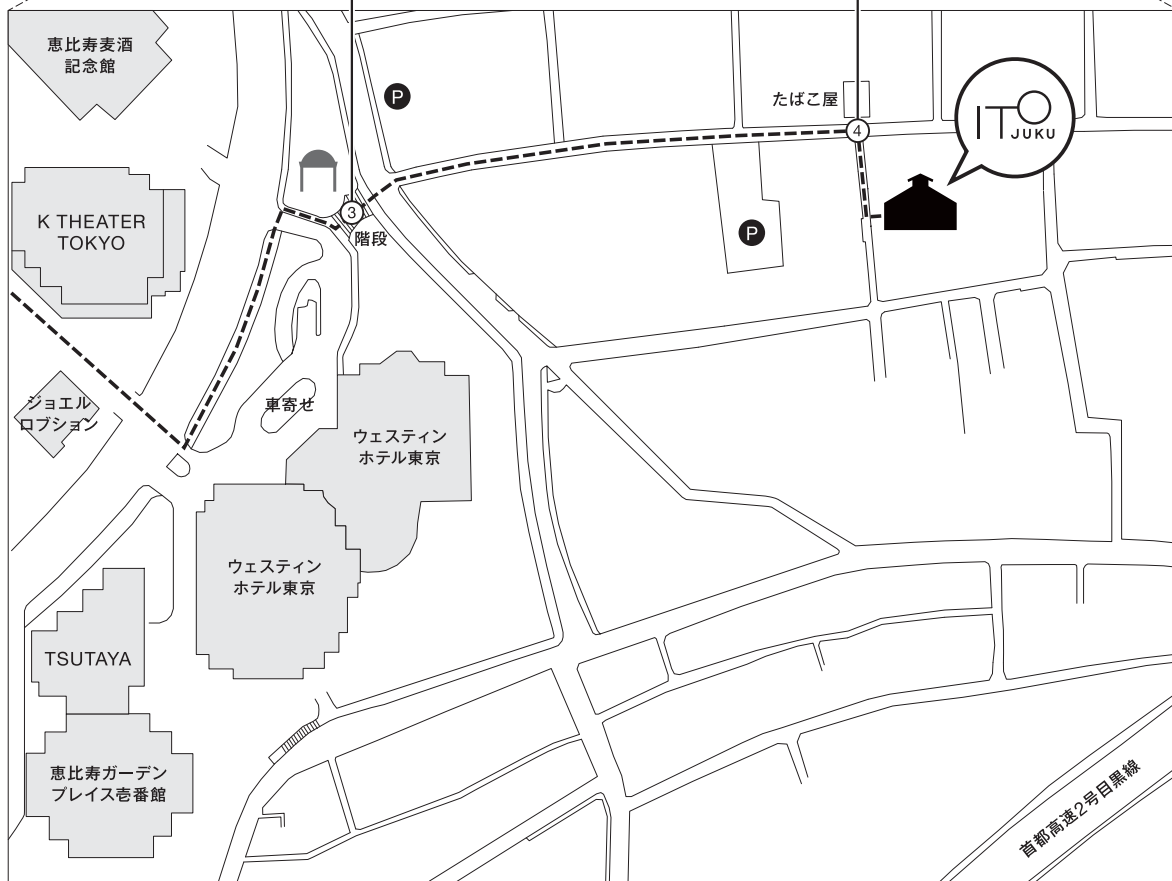 恵比寿麦酒
記念館
P
たばこ屋
4
ITO
JUKU
K THEATER
TOKYO
3
階段
P
ジョエル
ロブション
車寄せ
ウェスティン
ホテル東京
ウェスティン
ホテル東京
TSUTAYA
恵比寿ガーデン
プレイス壱番館
首都高速2号目黒線